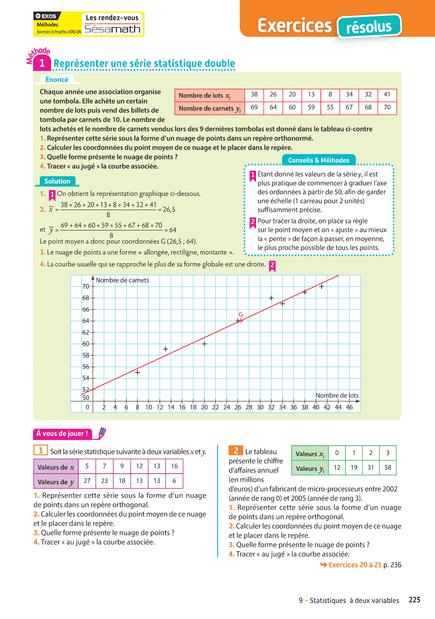 EXOS
Méthodes
Les rendez-vous
Sésamath
Exercices résolus
Méthode
1 Représenter une série statistique double
Énoncé
Chaque année une association organise
une tombola. Elle achète un certain
nombre de lots puis vend des billets de
tombola par carnets de 10. Le nombre de
lots achetés et le nombre de carnets vendus lors des 9 dernières tombolas est donné dans le tableau ci-contre
Nombre de lots xi 38 26 20 13 8 34 32 41
Nombre de carnets yi 69 64 60 59 55 67 68 70
1. Représenter cette série sous la forme d'un nuage de points dans un repère orthonormé.
2. Calculer les coordonnées du point moyen de ce nuage et le placer dans le repère.
3. Quelle forme présente le nuage de points ?
4. Tracer « au jugé » la courbe associée.
Solution
1. 1 On obtient la représentation graphique ci-dessous.
2. x̄ = (38 + 26 + 20 + 13 + 8 + 34 + 32 + 41) / 8 = 26,5
et ȳ = (69 + 64 + 60 + 59 + 55 + 67 + 68 + 70) / 8 = 64
Le point moyen a donc pour coordonnées G (26,5 ; 64).
3. Le nuage de points a une forme « allongée, rectiligne, montante ».
4. La courbe usuelle qui se rapproche le plus de sa forme globale est une droite. 2
Conseils & Méthodes
1 Étant donné les valeurs de la série y, il est
plus pratique de commencer à graduer l'axe
des ordonnées à partir de 50, afin de garder
une échelle (1 carreau pour 2 unités)
suffisamment précise.
2 Pour tracer la droite, on place sa règle
sur le point moyen et on « ajuste » au mieux
la « pente » de façon à passer, en moyenne,
le plus proche possible de tous les points.
Nombre de carnets
70
68
66
64
62
60
58
56
54
52
50
G
Nombre de lots
0 2 4 6 8 10 12 14 16 18 20 22 24 26 28 30 32 34 36 38 40 42 44 46
À vous de jouer !
1 Soit la série statistique suivante à deux variables x et y.
Valeurs de x 5 7 9 12 13 16
Valeurs de y 27 23 18 13 13 6
1. Représenter cette série sous la forme d'un nuage
de points dans un repère orthogonal.
2. Calculer les coordonnées du point moyen de ce nuage
et le placer dans le repère.
3. Quelle forme présente le nuage de points ?
4. Tracer « au jugé » la courbe associée.
2 Le tableau
présente le chiffre
d'affaires annuel
(en millions
d'euros) d'un fabricant de micro-processeurs entre 2002
(année de rang 0) et 2005 (année de rang 3).
Valeurs xi 0 1 2 3
Valeurs yi 12 19 31 58
1. Représenter cette série sous la forme d'un nuage
de points dans un repère orthogonal.
2. Calculer les coordonnées du point moyen de ce nuage
et le placer dans le repère.
3. Quelle forme présente le nuage de points ?
4. Tracer « au jugé » la courbe associée.
Exercices 20 à 21 p. 236
9 • Statistiques à deux variables 225